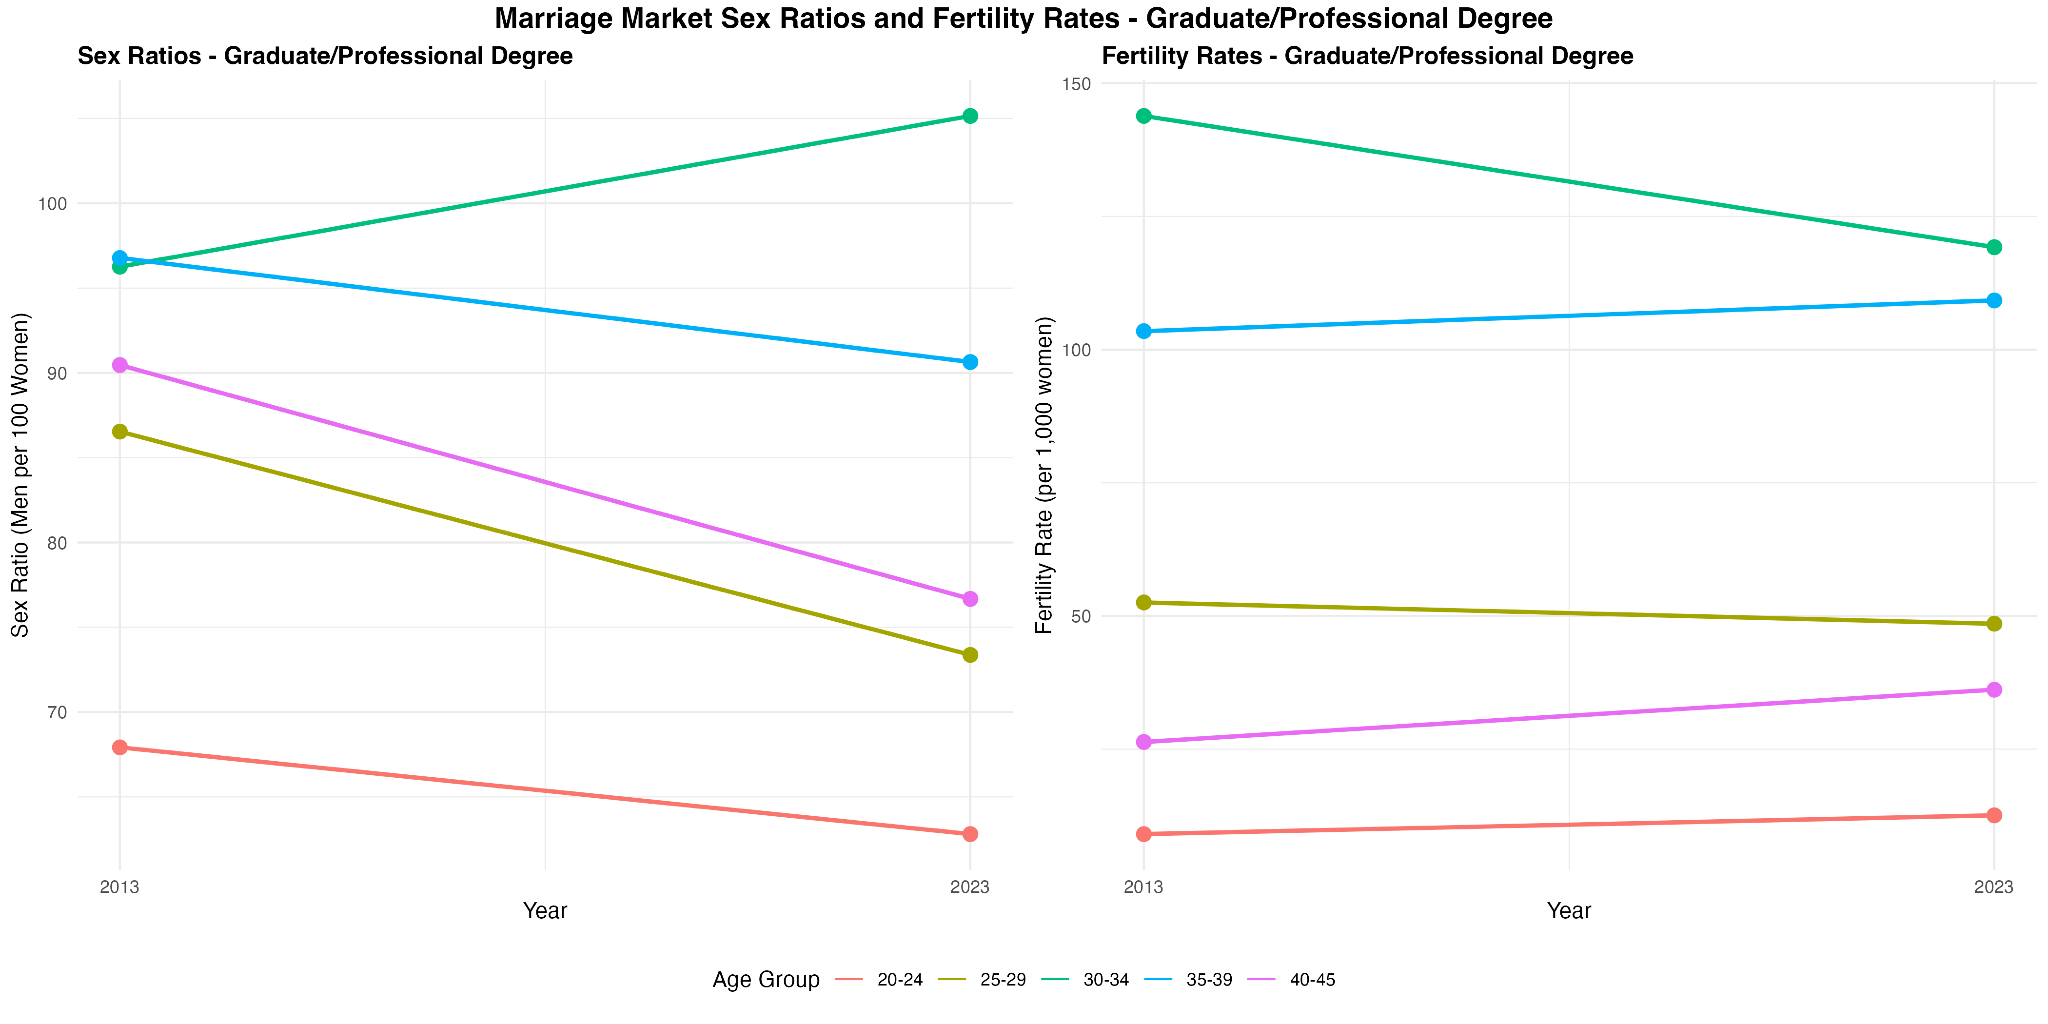 Marriage Market Sex Ratios and Fertility Rates - Graduate/Professional Degree
Sex Ratios - Graduate/Professional Degree
Sex Ratio (Men per 100 Women)
100
90
80
70
2013
2023
Year
Fertility Rates - Graduate/Professional Degree
Fertility Rate (per 1,000 women)
150
100
50
2013
2023
Year
Age Group 20-24 25-29 30-34 35-39 40-45